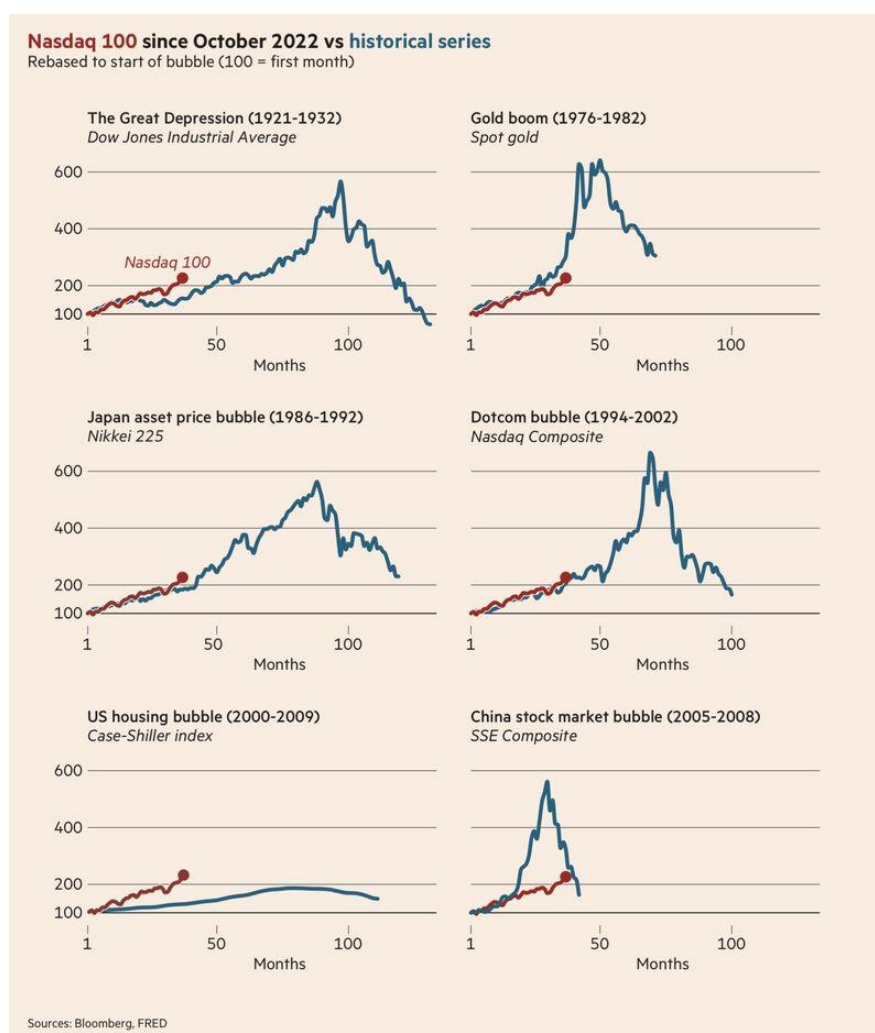 Nasdaq 100 since October 2022 vs historical series
Rebased to start of bubble (100 = first month)
The Great Depression (1921-1932)
Dow Jones Industrial Average
600
400
200
100
Nasdaq 100
1
50
100
Months
Gold boom (1976-1982)
Spot gold
1
50
100
Months
Japan asset price bubble (1986-1992)
Nikkei 225
600
400
200
100
1
50
100
Months
Dotcom bubble (1994-2002)
Nasdaq Composite
1
50
100
Months
US housing bubble (2000-2009)
Case-Shiller index
600
400
200
100
1
50
100
Months
China stock market bubble (2005-2008)
SSE Composite
1
50
100
Months
Sources: Bloomberg, FRED